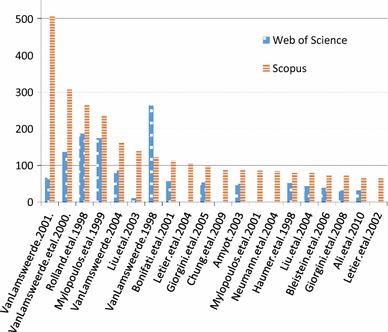 500
400
300
200
100
0
Web of Science
Scopus
VanLamsweerde.2001.
VanLamsweerde.etal.2000.
Rolland.etal.1998
Mylopoulos.etal.1999
VanLamsweerde.2004
Liu.etal.2003
VanLamsweerde.1998
Bonifati.etal.2001
Letier.etal.2004
Giorgini.etal.2005
Chung.etal.2009
Amyot.2003
Mylopoulos.etal.2001
Neumann.etal.2004
Haumer.etal.1998
Liu.etal.2004
Bleistein.etal.2006
Giorgini.etal.2008
Ali.etal.2010
Letier.etal.2002